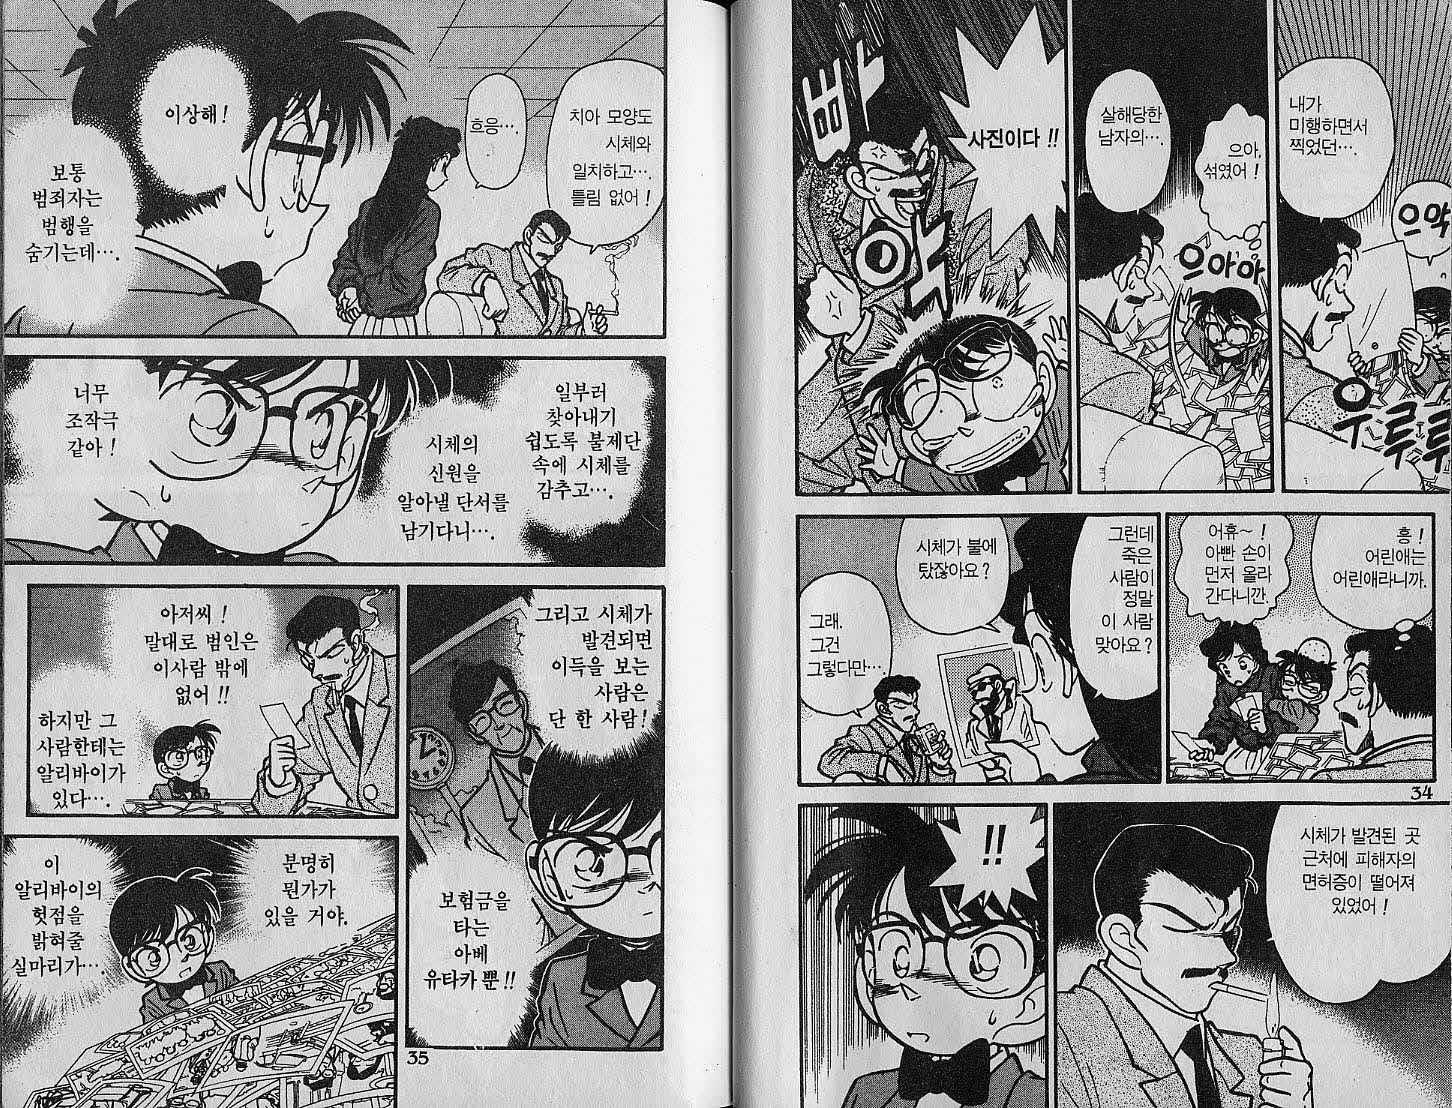 내가
미행하면서
찍었던….
으악
우루루
으아,
섞였어!
으아아
살해당한
남자의….
사진이다!!
빠
야
흥!
어린애는
어린애라니까.
어휴~!
아빤 손이
먼저 올라
간다니깐.
그런데
죽은
사람이
정말
이 사람
맞아요?
시체가 불에
탔잖아요?
그래.
그건
그렇다만…
34
시체가 발견된 곳
근처에 피해자의
면허증이 떨어져
있었어!
!!
치아 모양도
시체와
일치하고….
틀림 없어!
흐응….
이상해!
보통
범죄자는
범행을
숨기는데….
일부러
찾아내기
쉽도록 불제단
속에 시체를
감추고….
시체의
신원을
알아낼 단서를
남기다니….
너무
조작극
같아!
그리고 시체가
발견되면
이득을 보는
사람은
단 한 사람!
보험금을
타는
아베
유타카 뿐!!
아저씨!
말대로 범인은
이사람 밖에
없어!!
하지만 그
사람한테는
알리바이가
있다….
분명히
뭔가가
있을 거야.
이
알리바이의
헛점을
밝혀줄
실마리가….
35